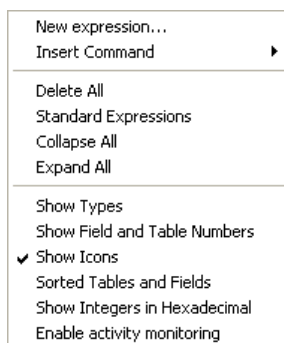 New expression...
Insert Command
Delete All
Standard Expressions
Collapse All
Expand All
Show Types
Show Field and Table Numbers
Show Icons
Sorted Tables and Fields
Show Integers in Hexadecimal
Enable activity monitoring